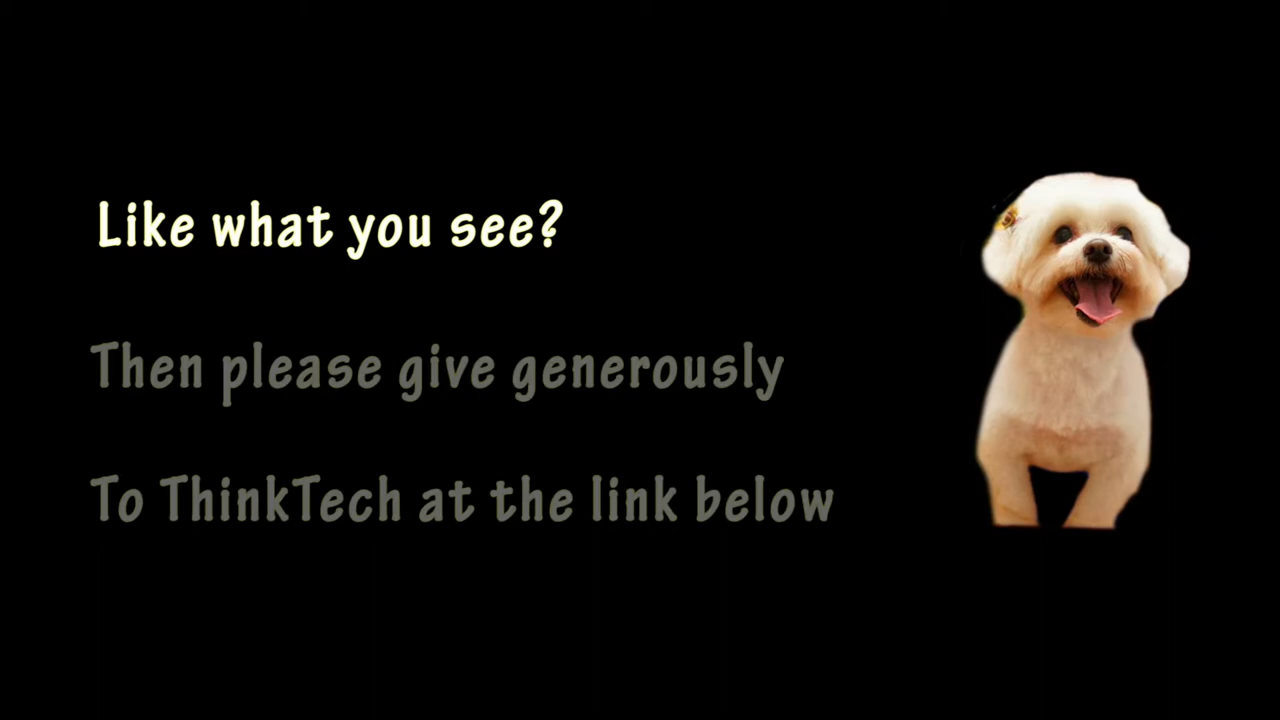 Like what you see?
Then please give generously
To ThinkTech at the link below